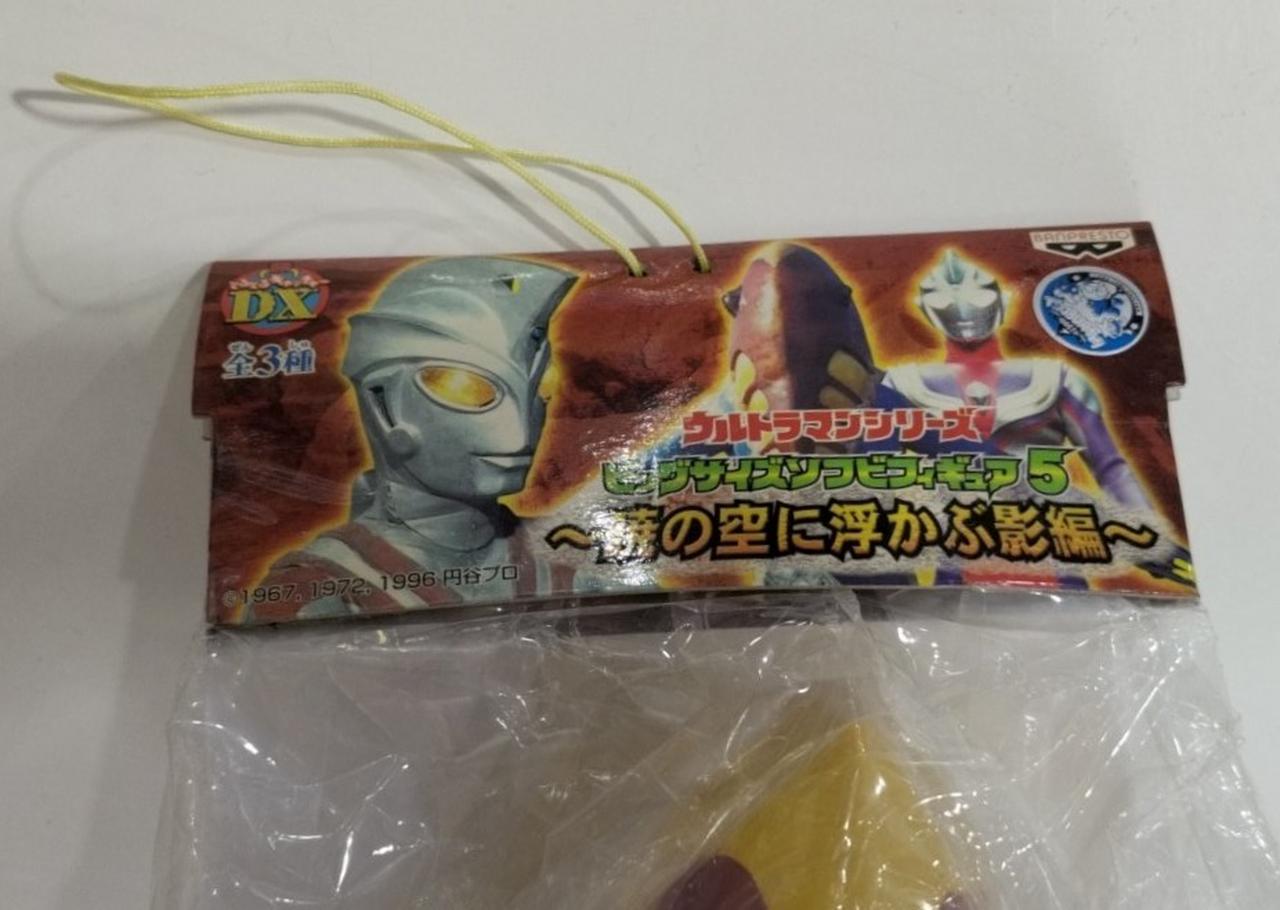 DX
全3種
BANPRESTO
ウルトラマンシリーズ
ビッグサイズソフビフィギュア5
～暁の空に浮かぶ影編～
©1967, 1972, 1996 円谷プロ